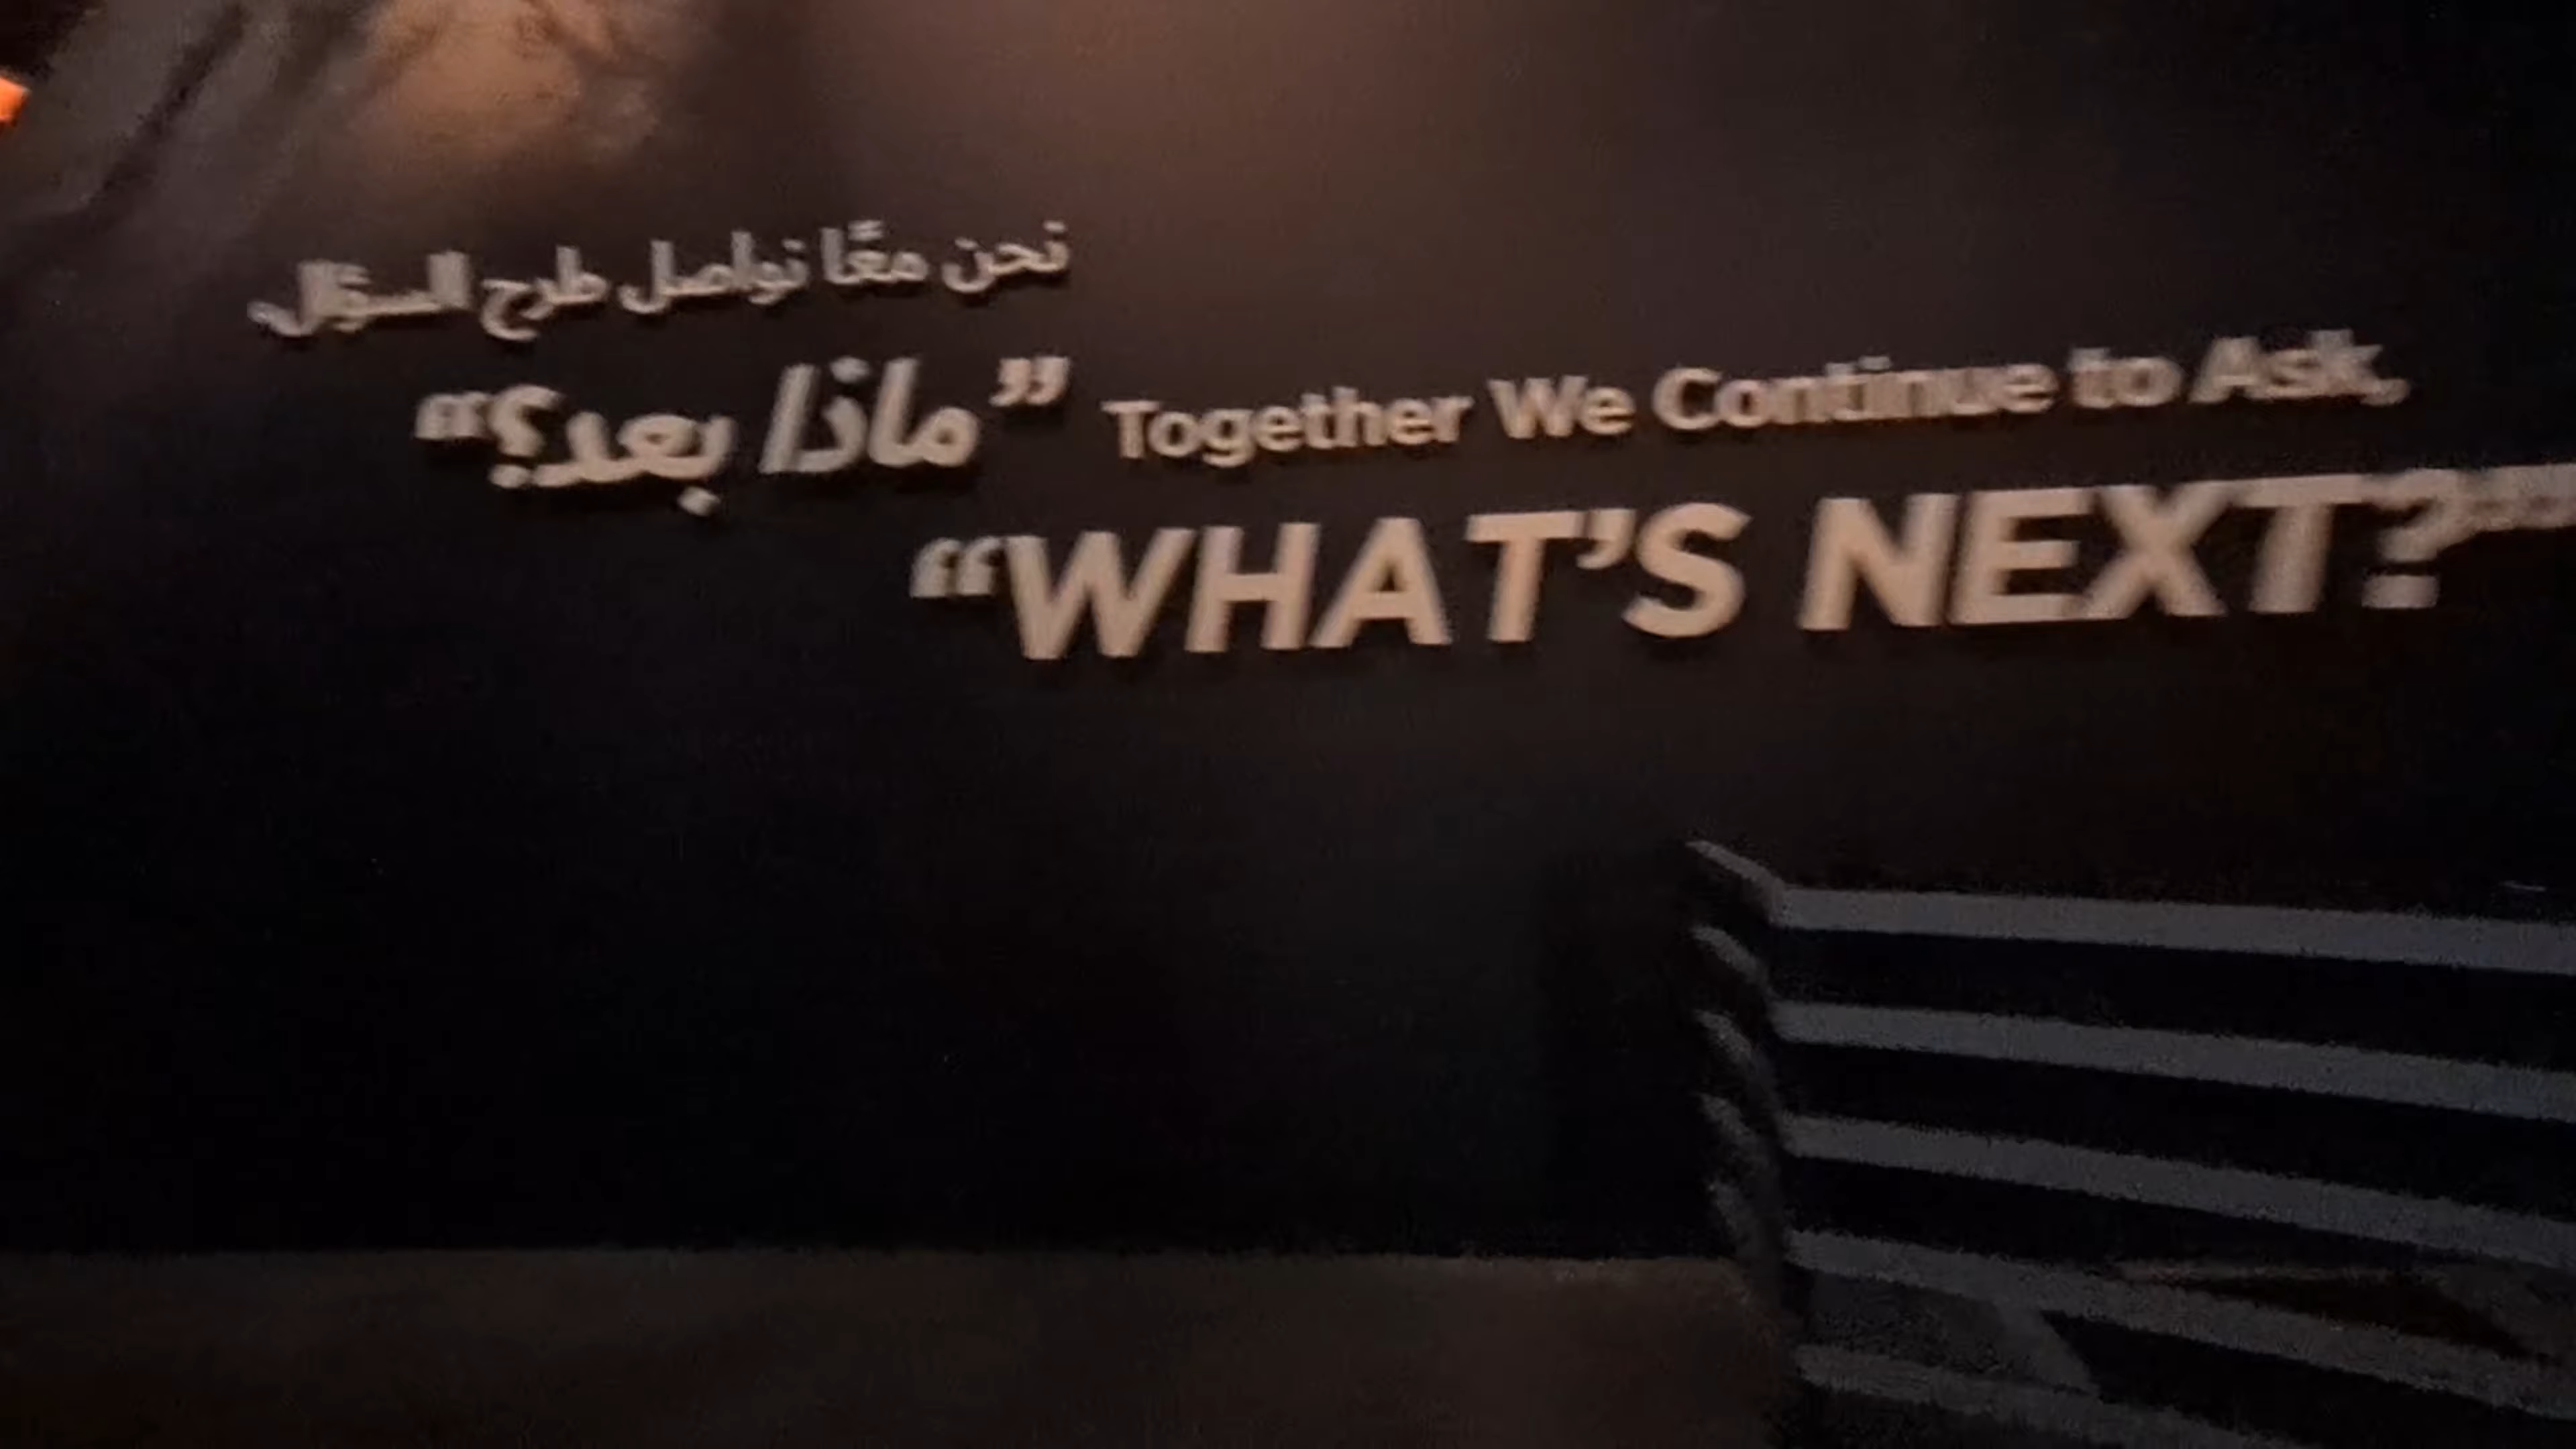 نحن معًا نواصل طرح السؤال،
”ماذا بعد؟“
Together We Continue to Ask,
“WHAT’S NEXT?”